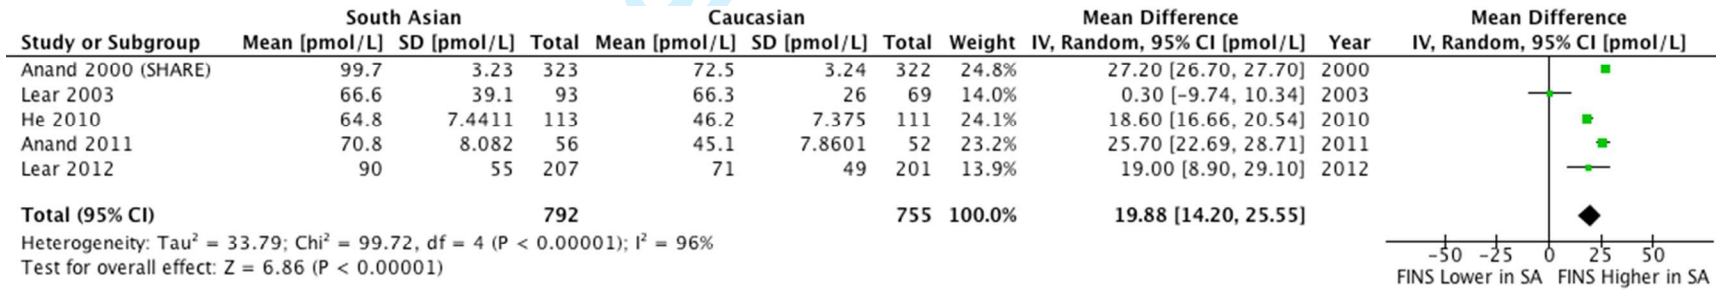 South Asian Caucasian Mean Difference Mean Difference
Study or Subgroup Mean [pmol/L] SD [pmol/L] Total Mean [pmol/L] SD [pmol/L] Total Weight IV, Random, 95% CI [pmol/L] Year IV, Random, 95% CI [pmol/L]
Anand 2000 (SHARE) 99.7 3.23 323 72.5 3.24 322 24.8% 27.20 [26.70, 27.70] 2000
Lear 2003 66.6 39.1 93 66.3 26 69 14.0% 0.30 [-9.74, 10.34] 2003
He 2010 64.8 7.4411 113 46.2 7.375 111 24.1% 18.60 [16.66, 20.54] 2010
Anand 2011 70.8 8.082 56 45.1 7.8601 52 23.2% 25.70 [22.69, 28.71] 2011
Lear 2012 90 55 207 71 49 201 13.9% 19.00 [8.90, 29.10] 2012
Total (95% CI) 792 755 100.0% 19.88 [14.20, 25.55]
Heterogeneity: Tau² = 33.79; Chi² = 99.72, df = 4 (P < 0.00001); I² = 96%
Test for overall effect: Z = 6.86 (P < 0.00001)
-50 -25 0 25 50
FINS Lower in SA FINS Higher in SA